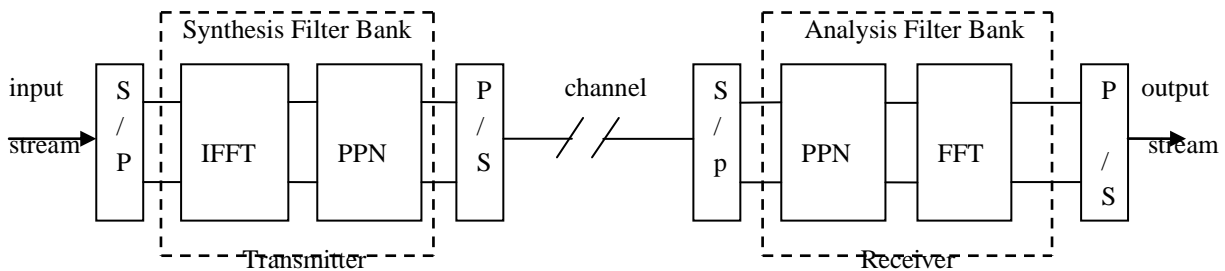 Synthesis Filter Bank
Analysis Filter Bank
input
stream
S
/
P
IFFT
PPN
P
/
S
channel
S
/
p
PPN
FFT
P
/
S
output
stream
Transmitter
Receiver